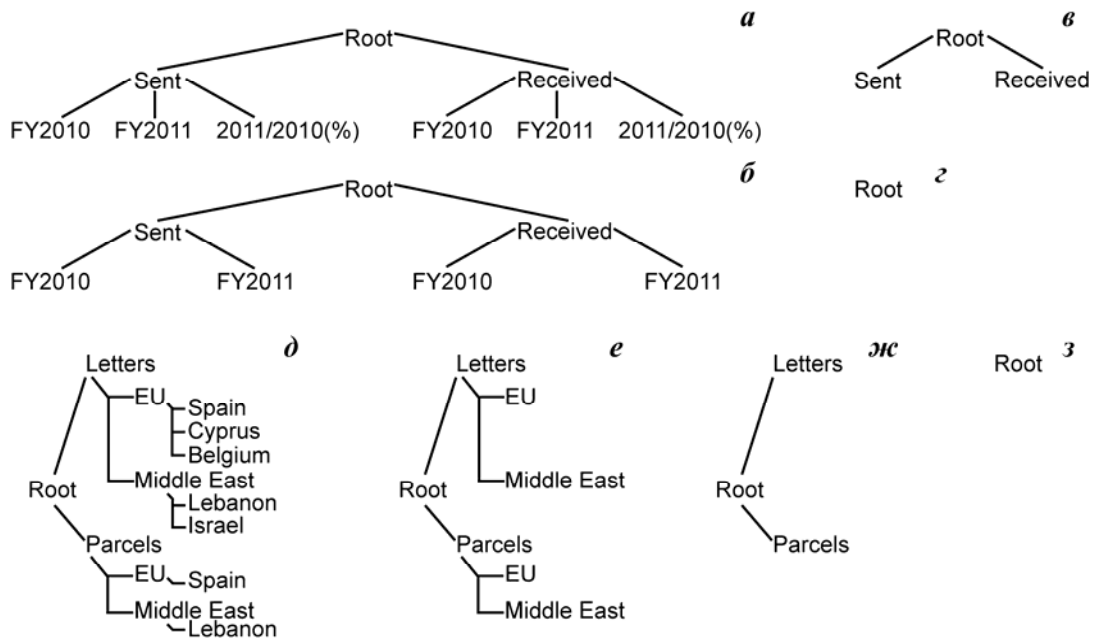 а в
Root Root
Sent Received Sent Received
FY2010 FY2011 2011/2010(%) FY2010 FY2011 2011/2010(%)
б г
Root Root
Sent Received
FY2010 FY2011 FY2010 FY2011
д е ж з
Letters Letters Letters Root
EU EU
Spain
Cyprus
Belgium
Middle East Middle East
Root Root Root
Lebanon
Israel
Parcels Parcels Parcels
EU EU
Spain
Middle East Middle East
Lebanon